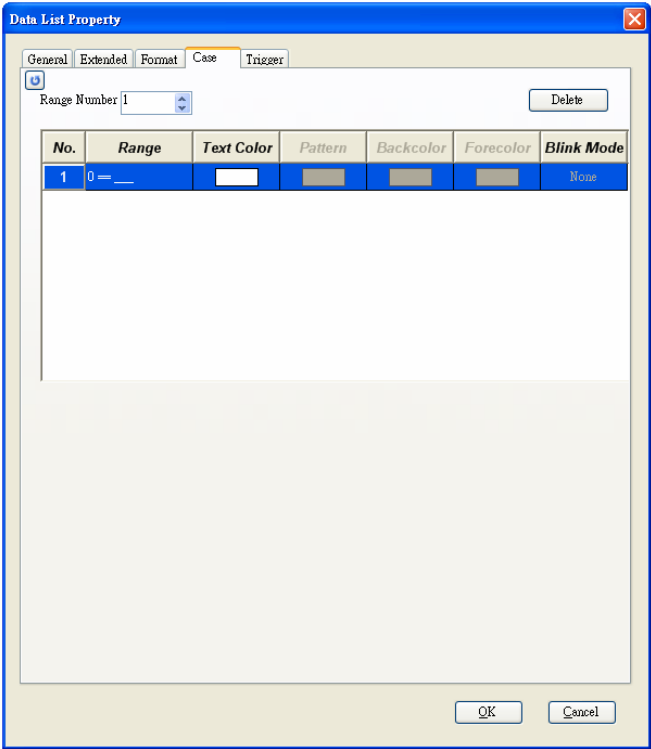 Data List Property
General Extended Format Case Trigger
Range Number 1 Delete
No. Range Text Color Pattern Backcolor Forecolor Blink Mode
1 0 == ___ None
OK Cancel